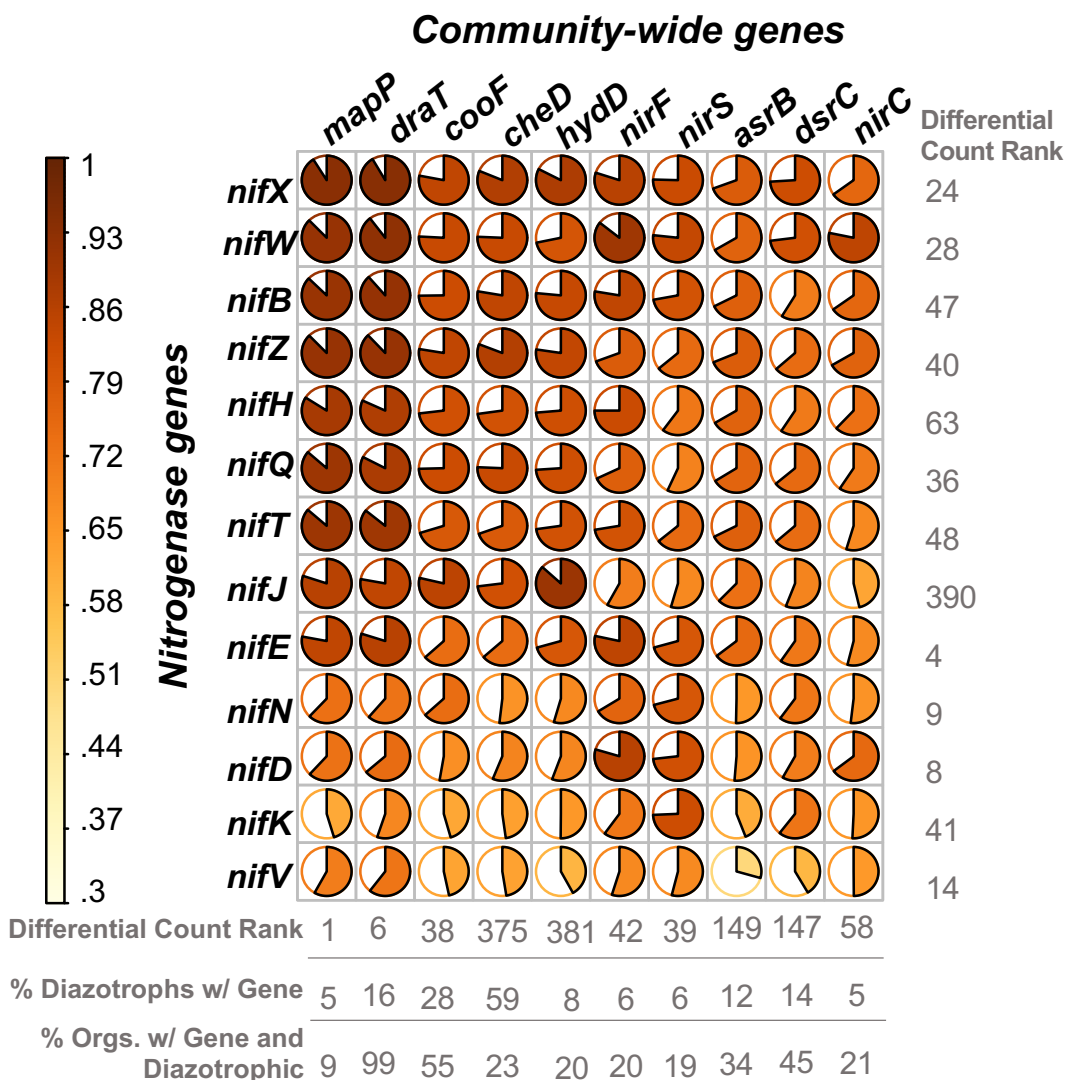 Community-wide genes
mapP draT cooF cheD hydD nirF nirS asrB dsrC nirC
Differential
Count Rank
1
.93
.86
.79
.72
.65
.58
.51
.44
.37
.3
Nitrogenase genes
nifX 24
nifW 28
nifB 47
nifZ 40
nifH 63
nifQ 36
nifT 48
nifJ 390
nifE 4
nifN 9
nifD 8
nifK 41
nifV 14
Differential Count Rank 1 6 38 375 381 42 39 149 147 58
% Diazotrophs w/ Gene 5 16 28 59 8 6 6 12 14 5
% Orgs. w/ Gene and
Diazotrophic 9 99 55 23 20 20 19 34 45 21